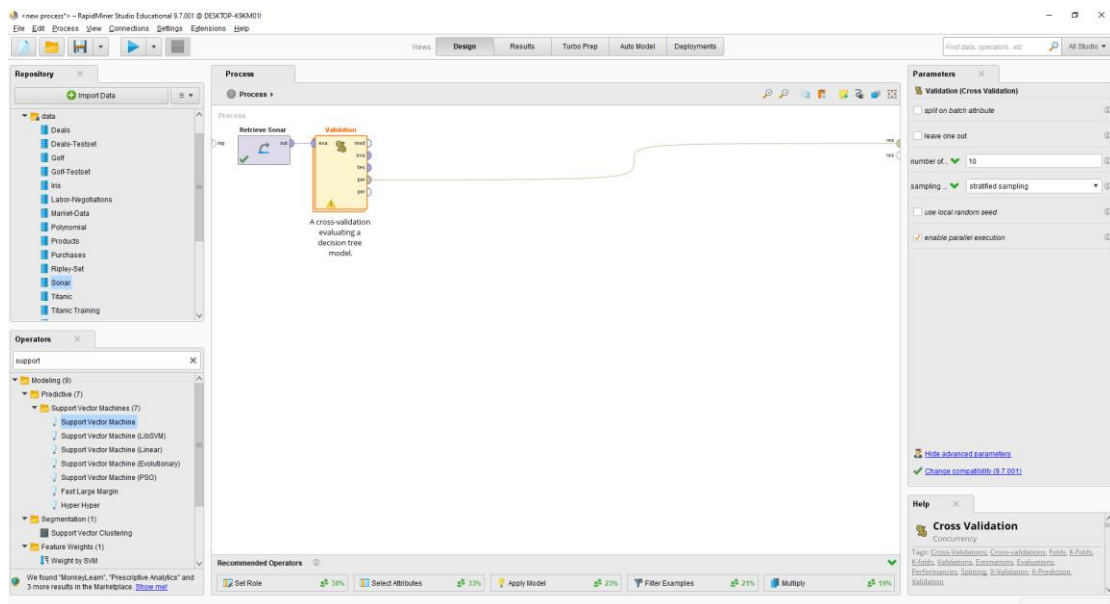 <new process*> – RapidMiner Studio Educational 9.7.001 @ DESKTOP-K9KM01I
File Edit Process View Connections Settings Extensions Help
Views: Design Results Turbo Prep Auto Model Deployments
Find data, operators...etc All Studio
Repository
Import Data
data
Deals
Deals-Testset
Golf
Golf-Testset
Iris
Labor-Negotiations
Market-Data
Polynomial
Products
Purchases
Ripley-Set
Sonar
Titanic
Titanic Training
Operators
support
Modeling (9)
Predictive (7)
Support Vector Machines (7)
Support Vector Machine
Support Vector Machine (LibSVM)
Support Vector Machine (Linear)
Support Vector Machine (Evolutionary)
Support Vector Machine (PSO)
Fast Large Margin
Hyper Hyper
Segmentation (1)
Support Vector Clustering
Feature Weights (1)
Weight by SVM
We found "MonkeyLearn", "Prescriptive Analytics" and
3 more results in the Marketplace. Show me!
Process
Process
Process
Retrieve Sonar
inp
out
Validation
exa
mod
exa
tes
per
per
res
res
A cross-validation
evaluating a
decision tree
model.
Recommended Operators
Set Role 38%
Select Attributes 33%
Apply Model 23%
Filter Examples 21%
Multiply 19%
Parameters
Validation (Cross Validation)
split on batch attribute
leave one out
number of... 10
sampling ... stratified sampling
use local random seed
enable parallel execution
Hide advanced parameters
Change compatibility (9.7.001)
Help
Cross Validation
Concurrency
Tags: Cross-Validations, Cross-validations, Folds, K-Folds,
K-folds, Validations, Estimations, Evaluations,
Performances, Splitting, X-Validation, X-Prediction,
Validation